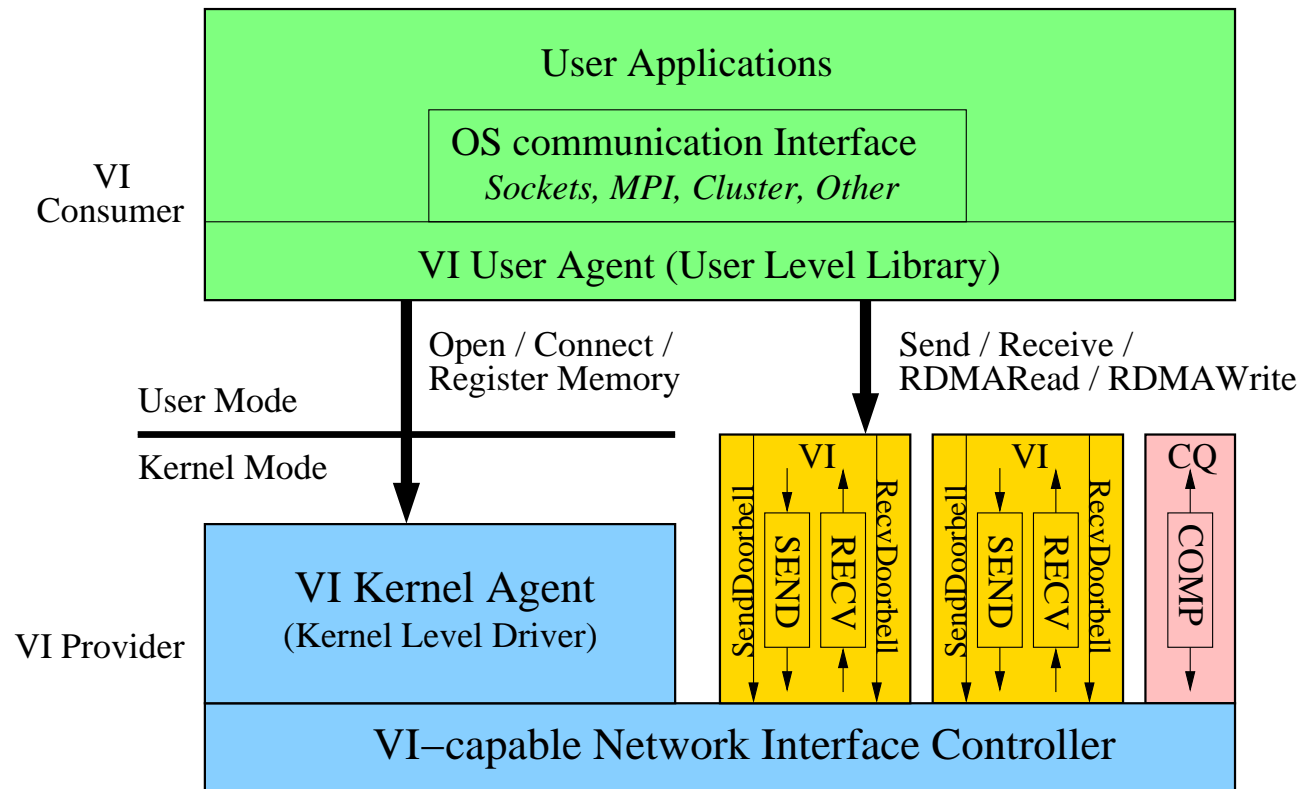 User Applications
OS communication Interface
Sockets, MPI, Cluster, Other
VI
Consumer
VI User Agent (User Level Library)
Open / Connect /
Register Memory
Send / Receive /
RDMARead / RDMAWrite
User Mode
Kernel Mode
VI
SendDoorbell
SEND
RECV
RecvDoorbell
VI
SendDoorbell
SEND
RECV
RecvDoorbell
CQ
COMP
VI Kernel Agent
(Kernel Level Driver)
VI Provider
VI–capable Network Interface Controller